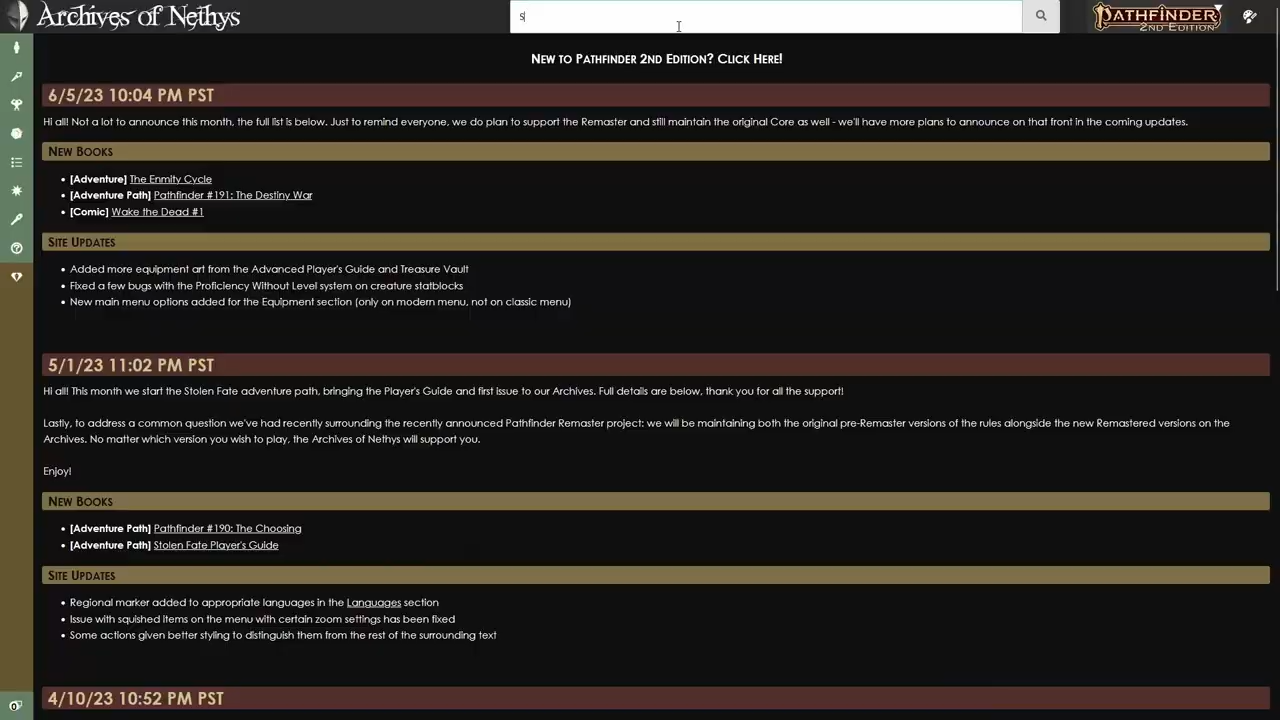 Archives of Nethys
s
PATHFINDER
2ND EDITION
New to Pathfinder 2nd Edition? Click Here!
6/5/23 10:04 PM PST
Hi all! Not a lot to announce this month, the full list is below. Just to remind everyone, we do plan to support the Remaster and still maintain the original Core as well - we'll have more plans to announce on that front in the coming updates.
New Books
• [Adventure] The Enmity Cycle
• [Adventure Path] Pathfinder #191: The Destiny War
• [Comic] Wake the Dead #1
Site Updates
• Added more equipment art from the Advanced Player's Guide and Treasure Vault
• Fixed a few bugs with the Proficiency Without Level system on creature statblocks
• New main menu options added for the Equipment section (only on modern menu, not on classic menu)
5/1/23 11:02 PM PST
Hi all! This month we start the Stolen Fate adventure path, bringing the Player's Guide and first issue to our Archives. Full details are below, thank you for all the support!
Lastly, to address a common question we've had recently surrounding the recently announced Pathfinder Remaster project: we will be maintaining both the original pre-Remaster versions of the rules alongside the new Remastered versions on the
Archives. No matter which version you wish to play, the Archives of Nethys will support you.
Enjoy!
New Books
• [Adventure Path] Pathfinder #190: The Choosing
• [Adventure Path] Stolen Fate Player's Guide
Site Updates
• Regional marker added to appropriate languages in the Languages section
• Issue with squished items on the menu with certain zoom settings has been fixed
• Some actions given better styling to distinguish them from the rest of the surrounding text
4/10/23 10:52 PM PST